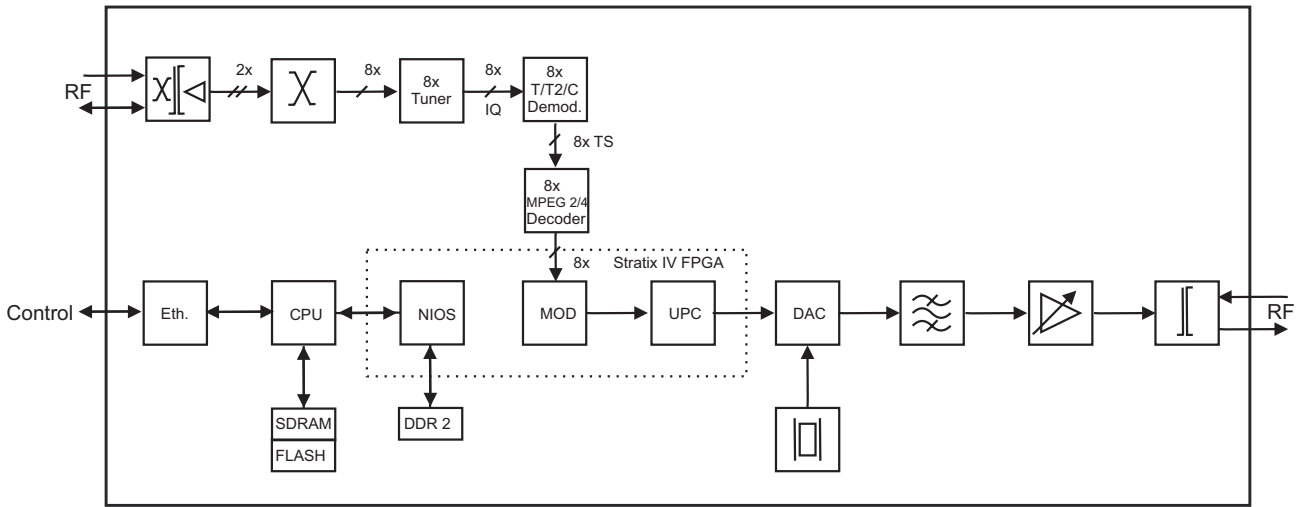 2x
8x
8x
8x
Tuner
8x
T/T2/C
Demod.
RF
IQ
8x TS
8x
MPEG 2/4
Decoder
8x
Stratix IV FPGA
Control
Eth.
CPU
NIOS
MOD
UPC
DAC
RF
SDRAM
FLASH
DDR 2